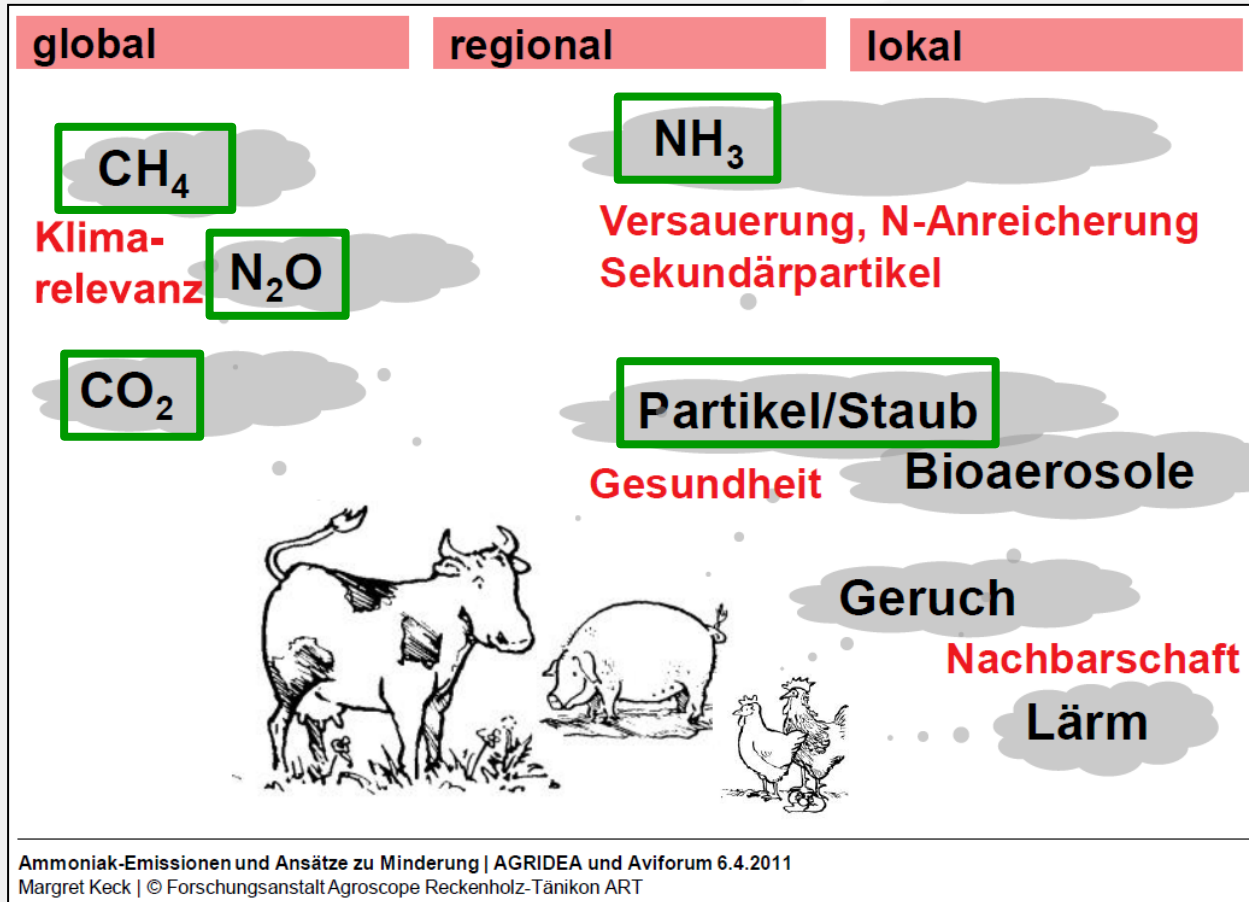 global
regional
lokal
CH₄
Klima-
relevanz
N₂O
CO₂
NH₃
Versauerung, N-Anreicherung
Sekundärpartikel
Partikel/Staub
Gesundheit
Bioaerosole
Geruch
Nachbarschaft
Lärm
Ammoniak-Emissionen und Ansätze zu Minderung | AGRIDEA und Aviforum 6.4.2011
Margret Keck | © Forschungsanstalt Agroscope Reckenholz-Tänikon ART